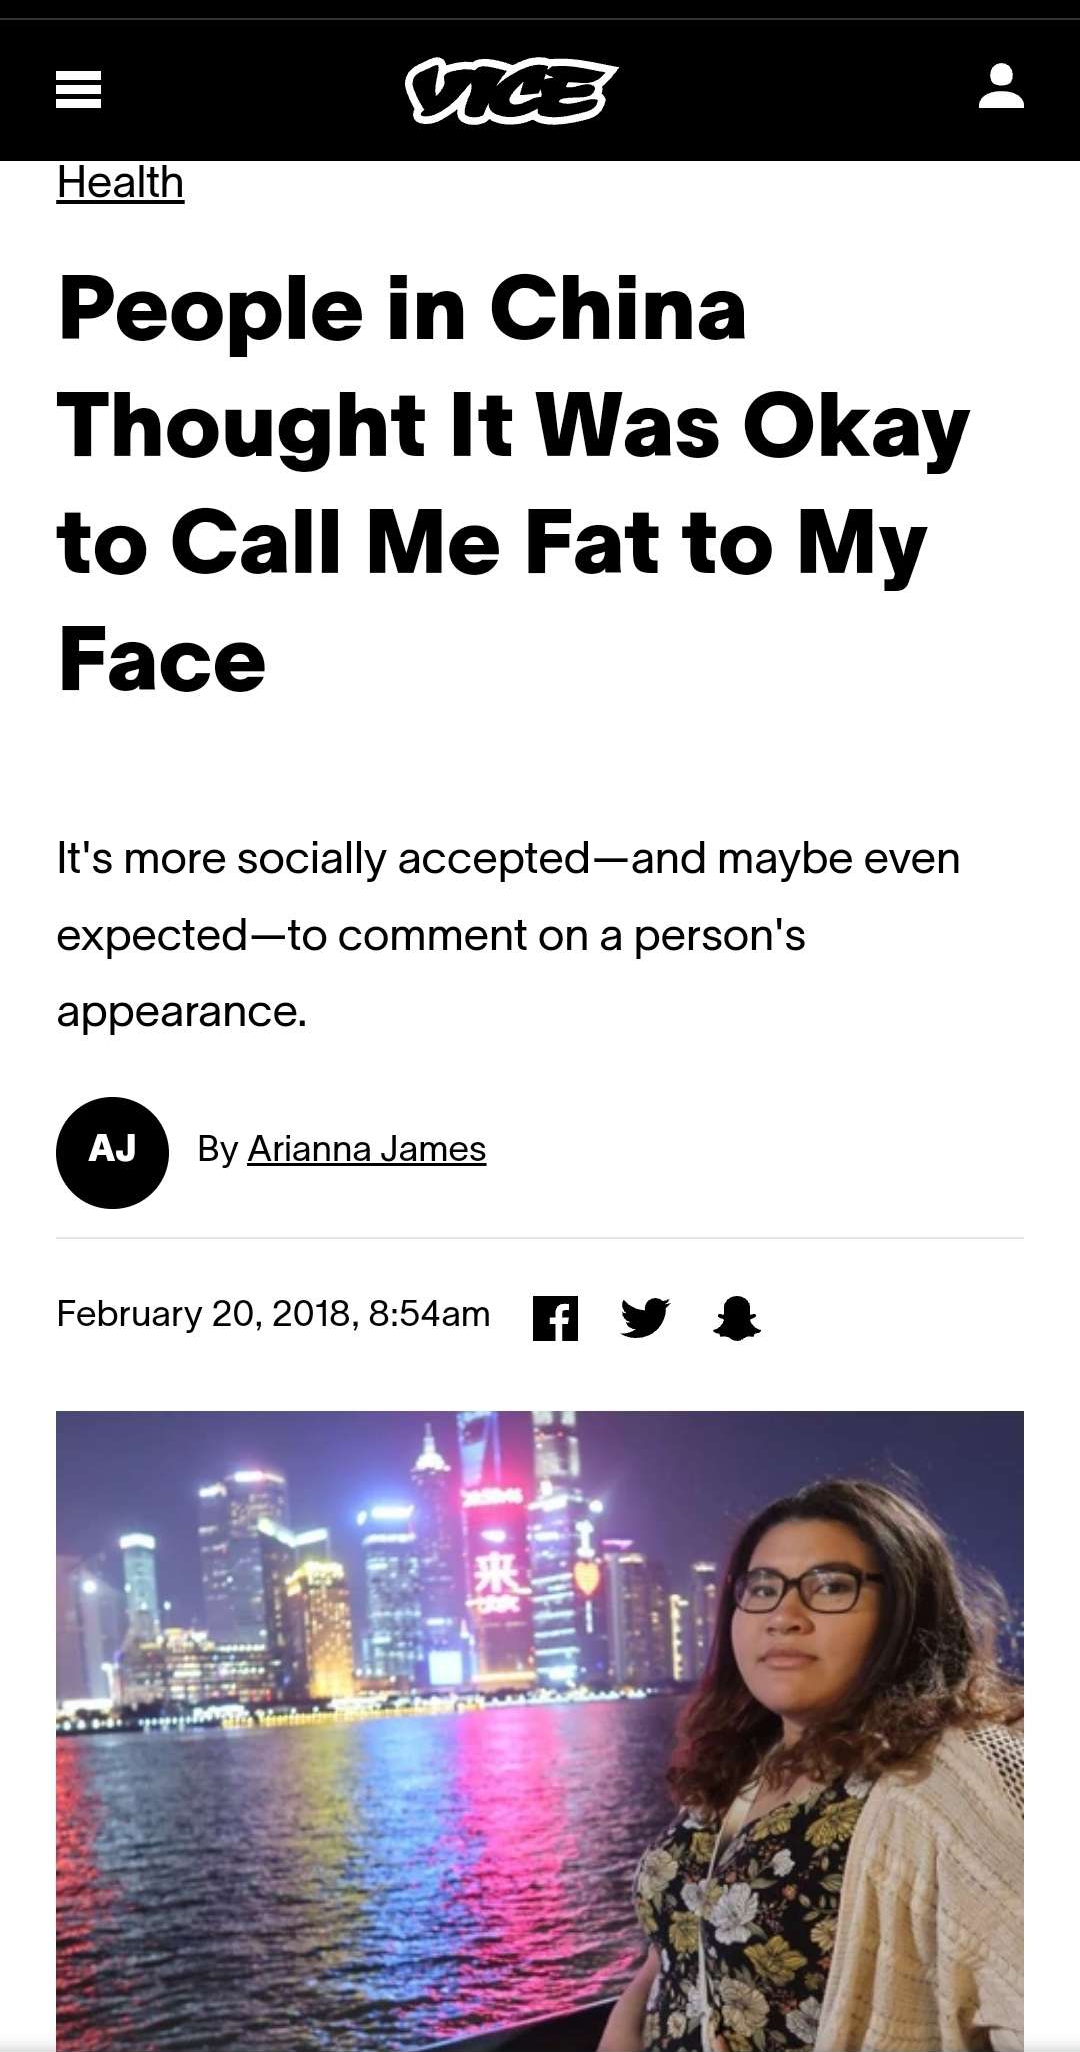 VICE
Health
People in China
Thought It Was Okay
to Call Me Fat to My
Face
It's more socially accepted—and maybe even
expected—to comment on a person's
appearance.
AJ
By Arianna James
February 20, 2018, 8:54am
来